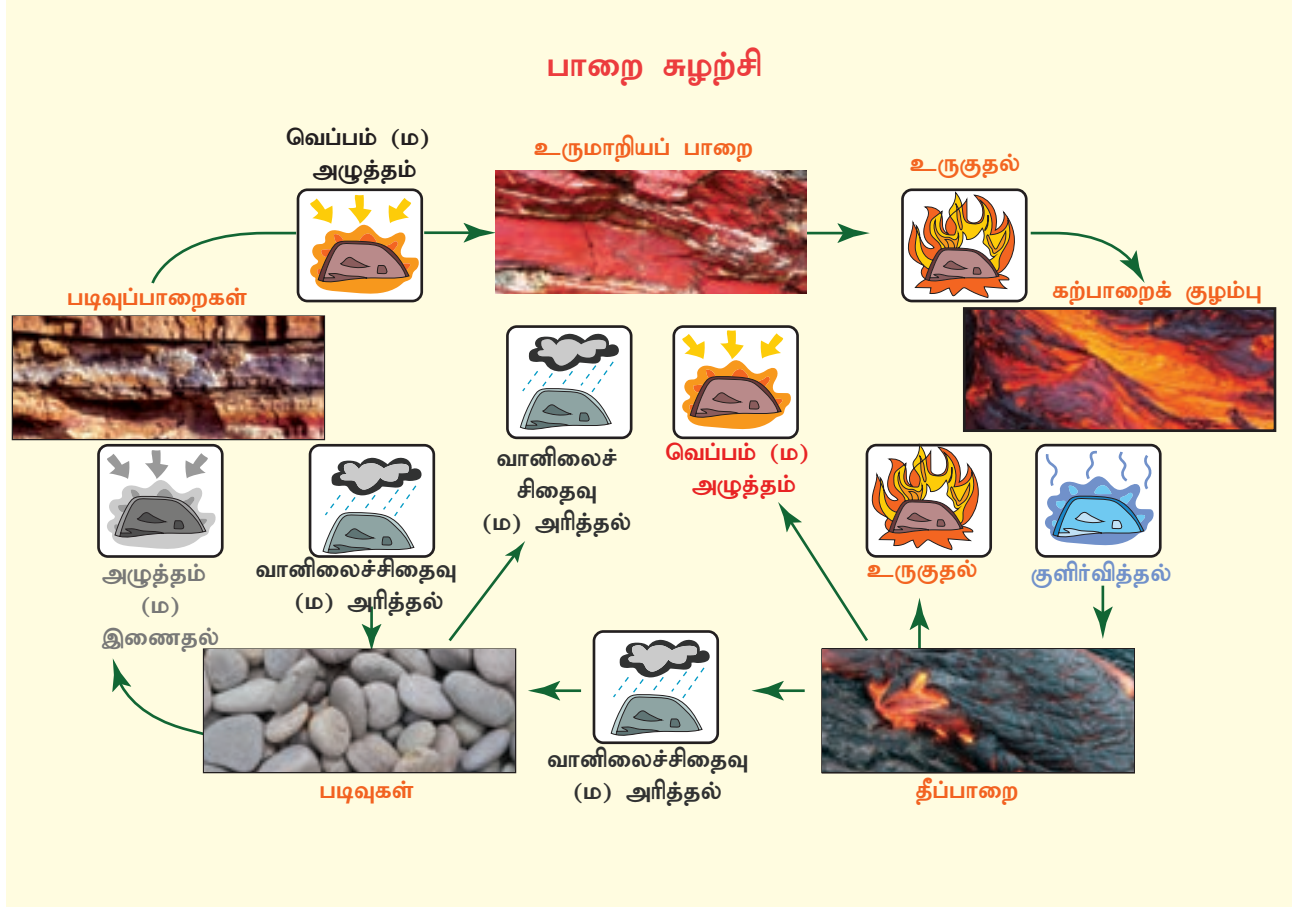 பாறை சுழற்சி
வெப்பம் (ம)
அழுத்தம்
உருமாறியப் பாறை
உருகுதல்
படிவுப்பாறைகள்
கற்பாறைக் குழம்பு
வானிலைச்
சிதைவு
(ம) அரித்தல்
வெப்பம் (ம)
அழுத்தம்
அழுத்தம்
(ம)
இணைதல்
வானிலைச்சிதைவு
(ம) அரித்தல்
உருகுதல்
குளிர்வித்தல்
படிவுகள்
வானிலைச்சிதைவு
(ம) அரித்தல்
தீப்பாறை